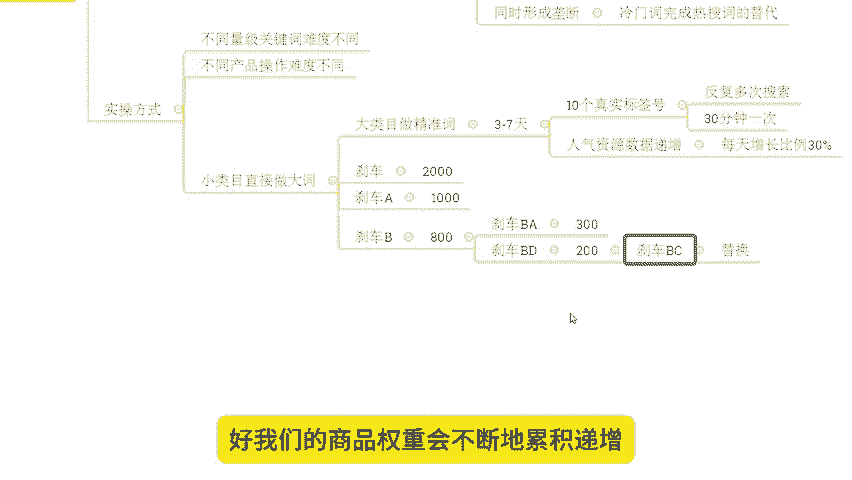 同时形成垄断 冷门词完成热搜词的替代
不同量级关键词难度不同
不同产品操作难度不同
实操方式
反复多次搜索
10个真实标签号
30分钟一次
大类目做精准词 3-7天
人气资源数据递增 每天增长比例30%
刹车 2000
小类目直接做大词
刹车A 1000
刹车BA 300
刹车B 800
刹车BD 200 刹车BC 替换
好我们的商品权重会不断地累积递增